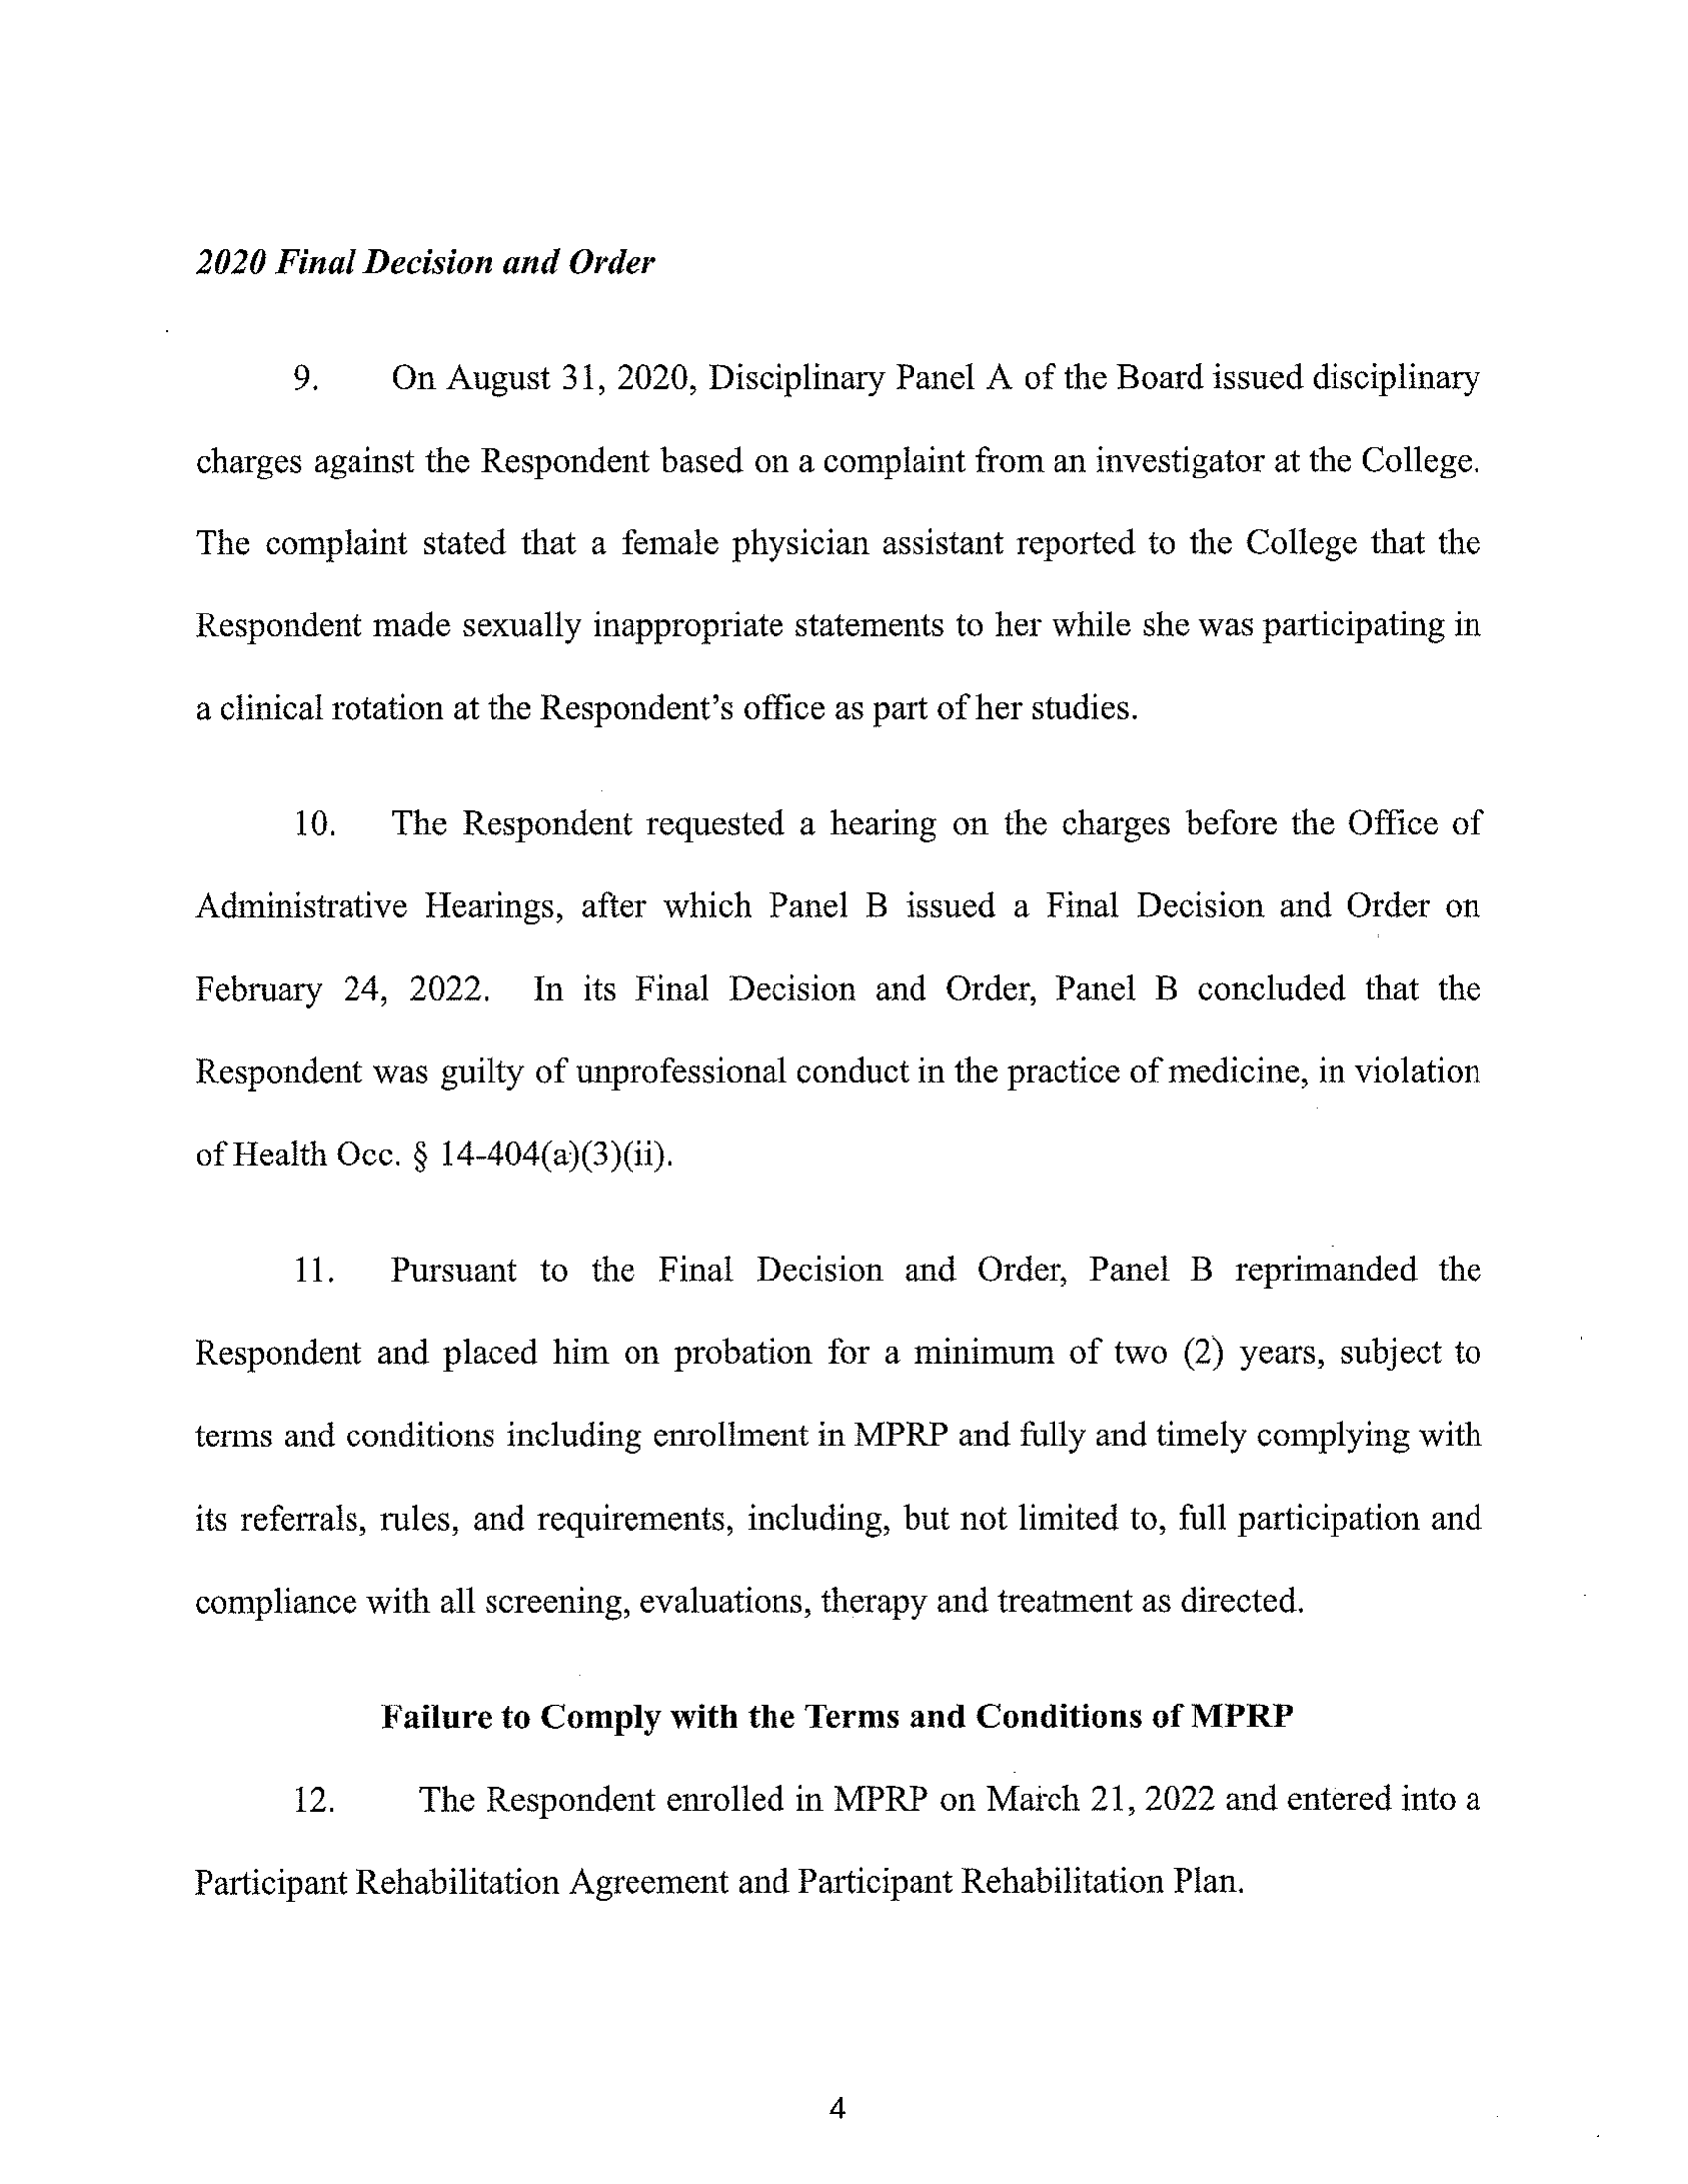 2020 Final Decision and Order
9. On August 31, 2020, Disciplinary Panel A of the Board issued disciplinary
charges against the Respondent based on a complaint from an investigator at the College.
The complaint stated that a female physician assistant reported to the College that the
Respondent made sexually inappropriate statements to her while she was participating in
a clinical rotation at the Respondent's office as part of her studies.
10. The Respondent requested a hearing on the charges before the Office of
Administrative Hearings, after which Panel B issued a Final Decision and Order on
February 24, 2022. In its Final Decision and Order, Panel B concluded that the
Respondent was guilty of unprofessional conduct in the practice of medicine, in violation
of Health Occ. § 14-404(a)(3)(ii).
11. Pursuant to the Final Decision and Order, Panel B reprimanded the
Respondent and placed him on probation for a minimum of two (2) years, subject to
terms and conditions including enrollment in MPRP and fully and timely complying with
its referrals, rules, and requirements, including, but not limited to, full participation and
compliance with all screening, evaluations, therapy and treatment as directed.
Failure to Comply with the Terms and Conditions of MPRP
12. The Respondent enrolled in MPRP on March 21, 2022 and entered into a
Participant Rehabilitation Agreement and Participant Rehabilitation Plan.
4